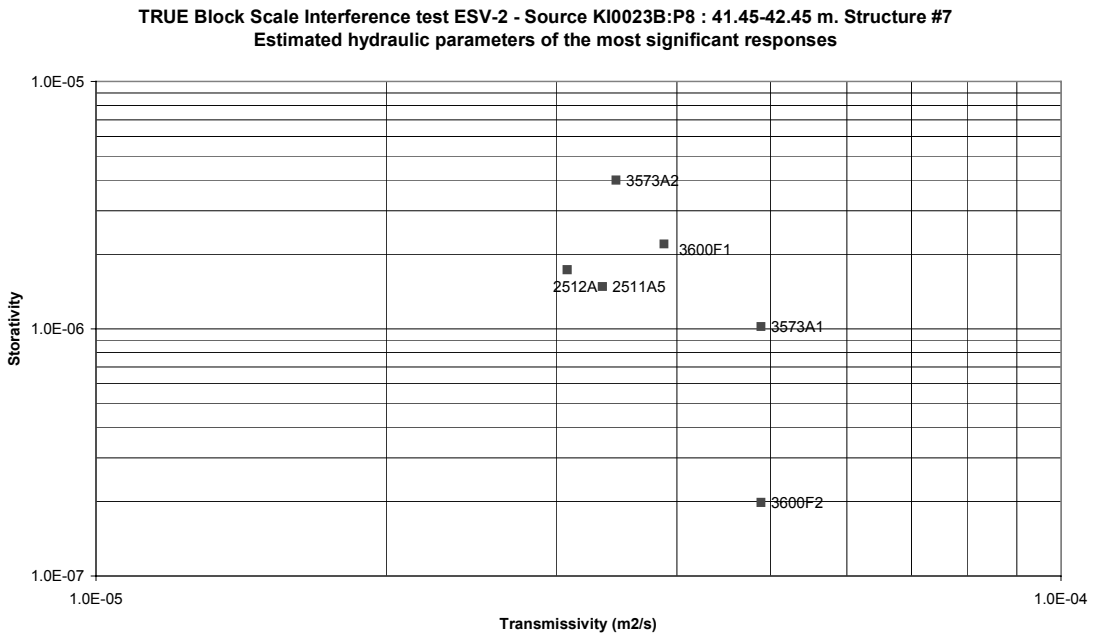 TRUE Block Scale Interference test ESV-2 - Source KI0023B:P8 : 41.45-42.45 m. Structure #7
Estimated hydraulic parameters of the most significant responses
1.0E-05
3573A2
3600F1
2512A
2511A5
Storativity
1.0E-06
3573A1
3600F2
1.0E-07
1.0E-05
1.0E-04
Transmissivity (m2/s)